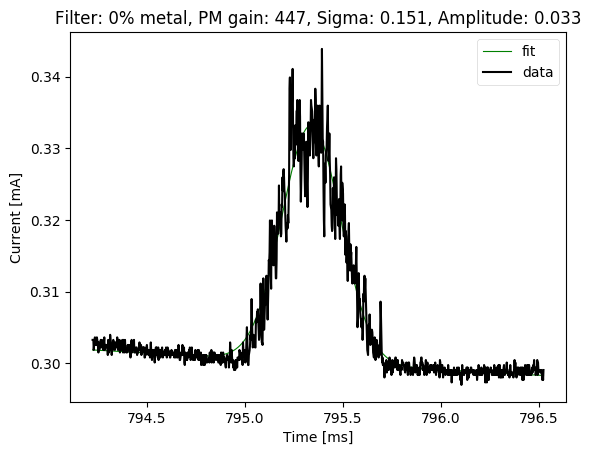 Filter: 0% metal, PM gain: 447, Sigma: 0.151, Amplitude: 0.033
fit
data
0.34
0.33
0.32
0.31
0.30
Current [mA]
794.5 795.0 795.5 796.0 796.5
Time [ms]